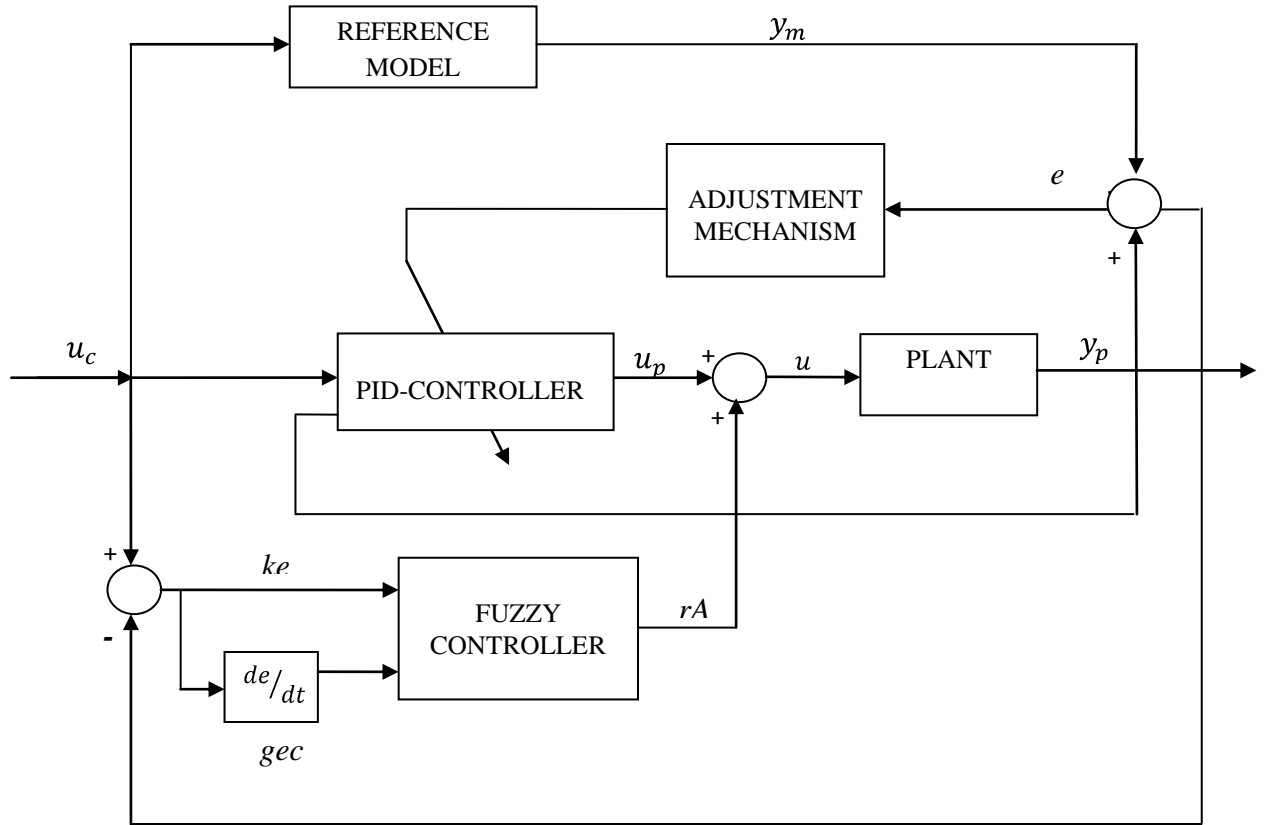 REFERENCE
MODEL
y_m
ADJUSTMENT
MECHANISM
e
+
u_c
PID-CONTROLLER
u_p
+
+
u
PLANT
y_p
+
-
ke
FUZZY
CONTROLLER
rA
de/dt
gec